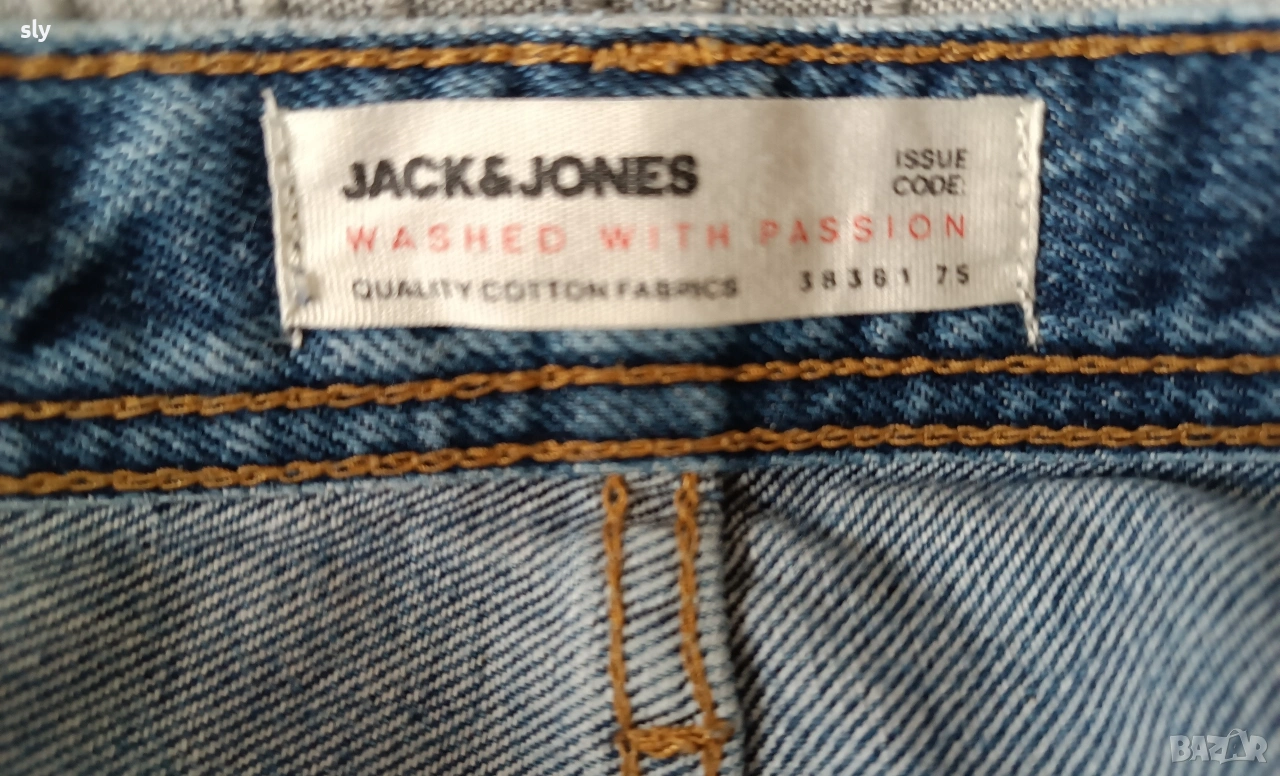 sly
JACK&JONES
ISSUE
CODE:
WASHED WITH PASSION
QUALITY COTTON FABRICS
38361 75
BAZAR